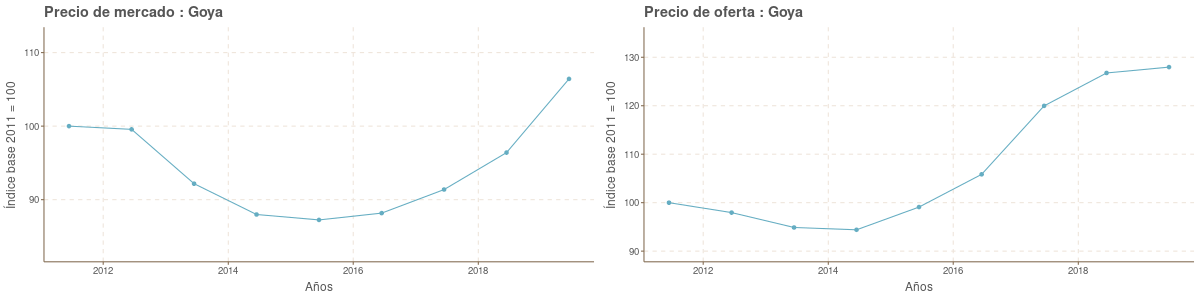 Precio de mercado : Goya
Índice base 2011 = 100
110
100
90
2012
2014
2016
2018
Años
Precio de oferta : Goya
Índice base 2011 = 100
130
120
110
100
90
2012
2014
2016
2018
Años